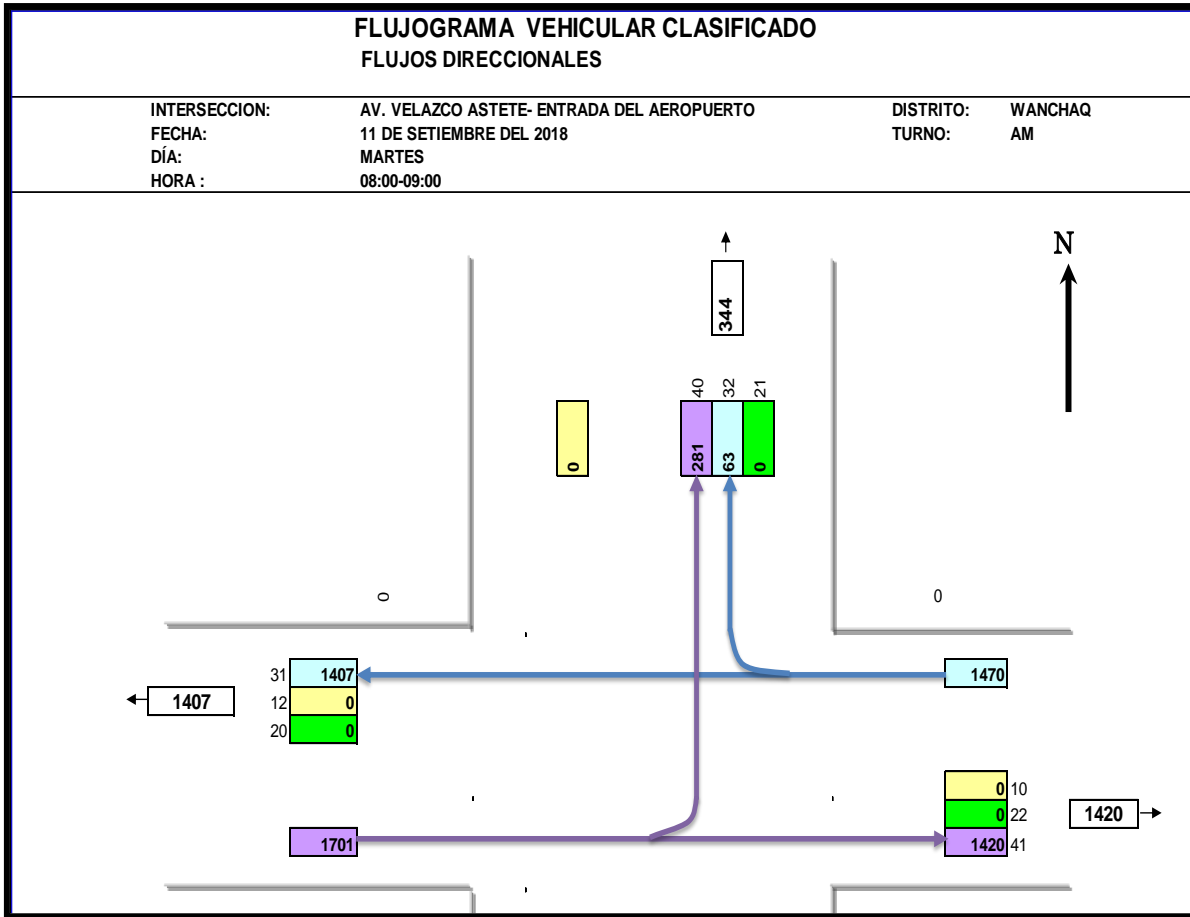 FLUJOGRAMA VEHICULAR CLASIFICADO
FLUJOS DIRECCIONALES
INTERSECCION: AV. VELAZCO ASTETE- ENTRADA DEL AEROPUERTO DISTRITO: WANCHAQ
FECHA: 11 DE SETIEMBRE DEL 2018 TURNO: AM
DÍA: MARTES
HORA : 08:00-09:00
N
344
40 32 21
0 281 63 0
0 0
31 1407 1470
1407
12 0
20 0
0 10
0 22 1420
1701 1420 41